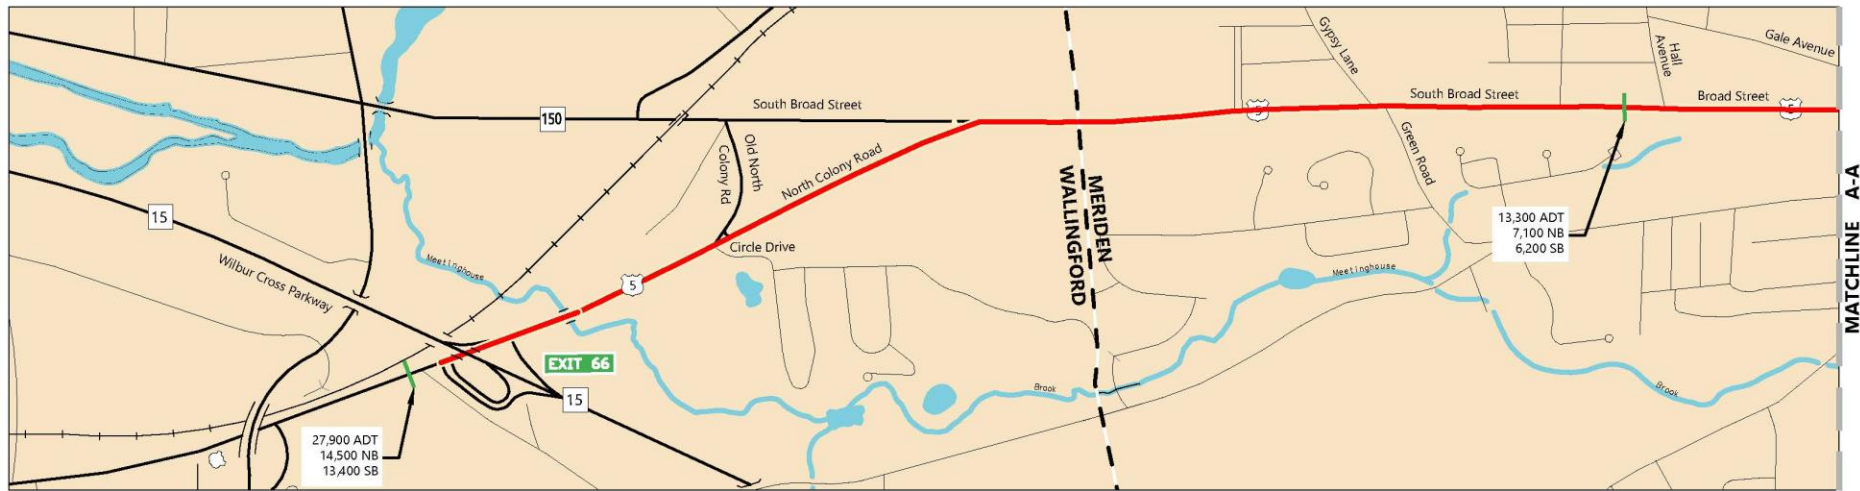 Gypsy Lane
Hall
Avenue
Gale Avenue
South Broad Street
150
South Broad Street
5
Broad Street
5
Old North
Colony Rd
North Colony Road
Green Road
MATCHLINE A-A
MERIDEN
WALLINGFORD
15
13,300 ADT
7,100 NB
6,200 SB
Circle Drive
Wilbur Cross Parkway
Meetinghouse
5
Meetinghouse
EXIT 66
15
Brook
Brook
27,900 ADT
14,500 NB
13,400 SB